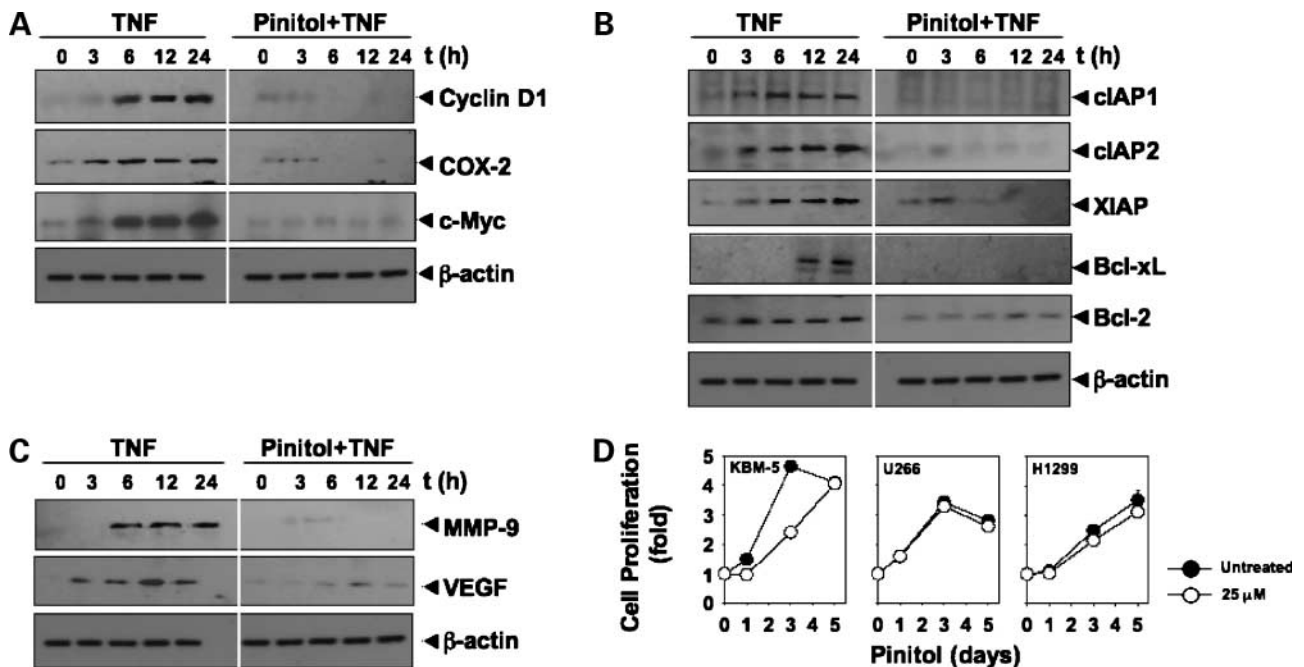 A
TNF Pinitol+TNF
0 3 6 12 24 0 3 6 12 24 t (h)
Cyclin D1
COX-2
c-Myc
β-actin
B
TNF Pinitol+TNF
0 3 6 12 24 0 3 6 12 24 t (h)
cIAP1
cIAP2
XIAP
Bcl-xL
Bcl-2
β-actin
C
TNF Pinitol+TNF
0 3 6 12 24 0 3 6 12 24 t (h)
MMP-9
VEGF
β-actin
D
Cell Proliferation
(fold)
5
4
3
2
1
0
KBM-5 U266 H1299
0 1 2 3 4 5 0 1 2 3 4 5 0 1 2 3 4 5
Pinitol (days)
Untreated
25 μM